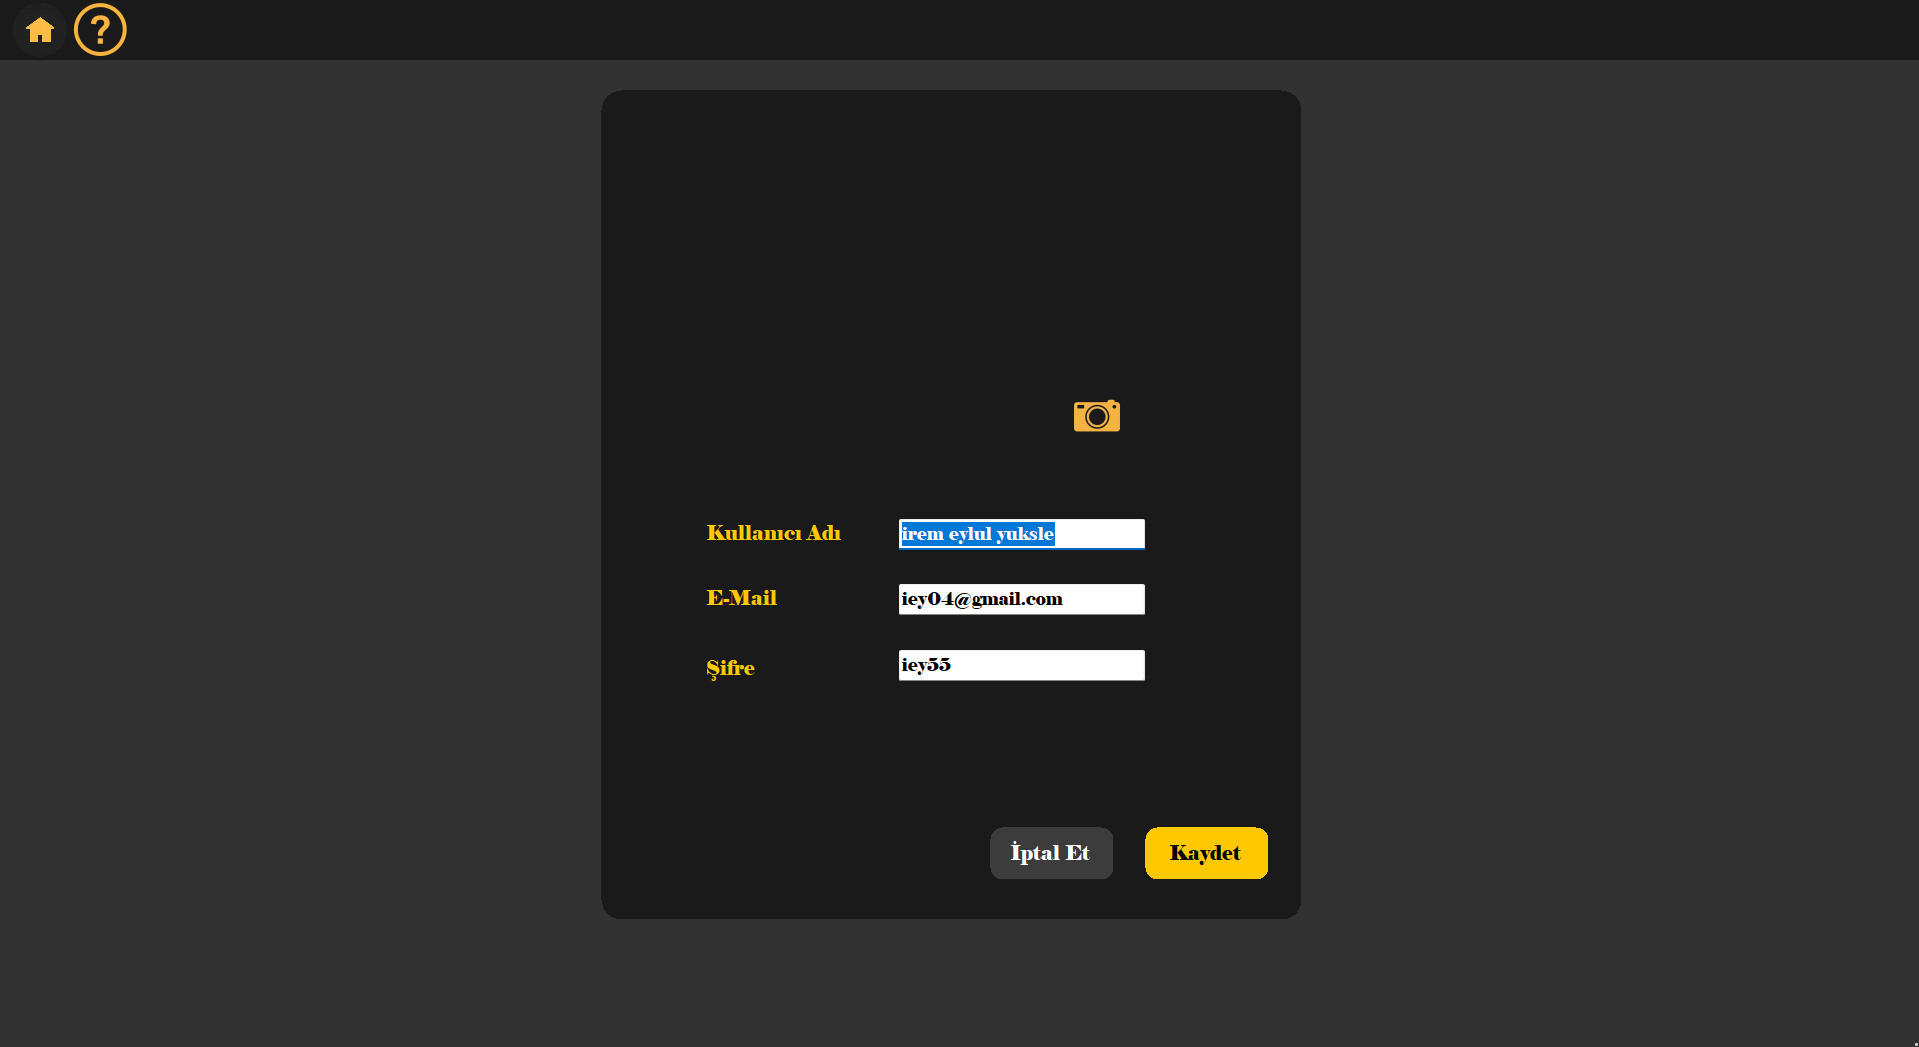 ?
Kullanıcı Adı irem eylul yuksle
E-Mail iey04@gmail.com
Şifre iey55
İptal Et Kaydet